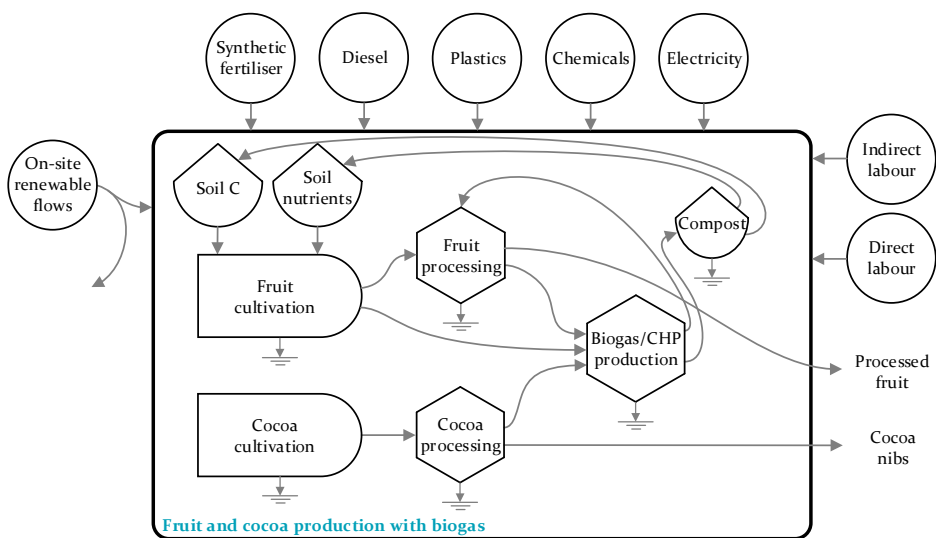 Synthetic
fertiliser
Diesel
Plastics
Chemicals
Electricity
On-site
renewable
flows
Indirect
labour
Direct
labour
Soil C
Soil
nutrients
Compost
Fruit
processing
Fruit
cultivation
Biogas/CHP
production
Processed
fruit
Cocoa
cultivation
Cocoa
processing
Cocoa
nibs
Fruit and cocoa production with biogas